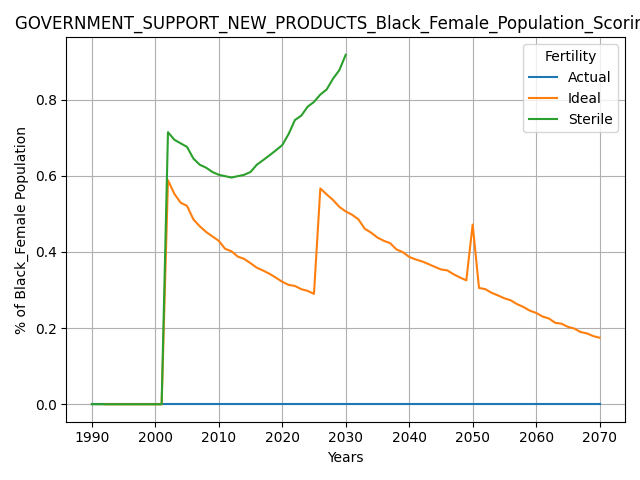 GOVERNMENT_SUPPORT_NEW_PRODUCTS_Black_Female_Population_Scorin
Fertility
Actual
Ideal
Sterile
% of Black_Female Population
0.8
0.6
0.4
0.2
0.0
1990 2000 2010 2020 2030 2040 2050 2060 2070
Years